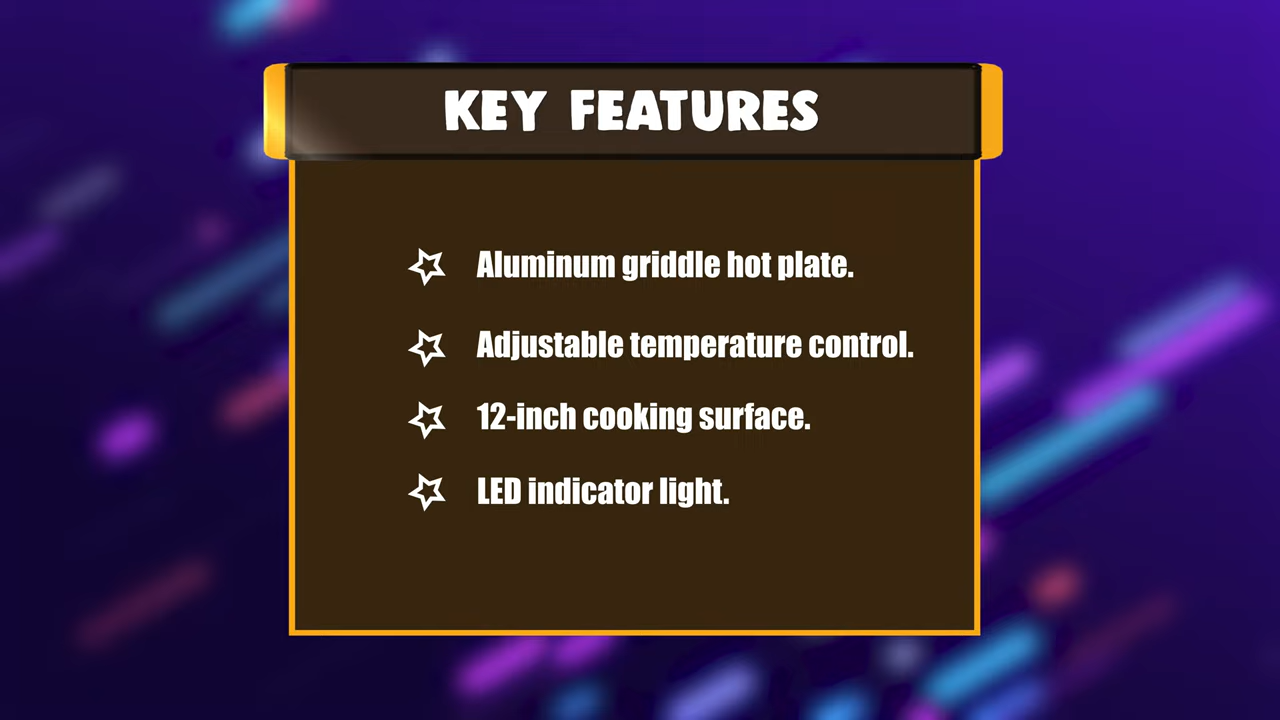 KEY FEATURES
Aluminum griddle hot plate.
Adjustable temperature control.
12-inch cooking surface.
LED indicator light.